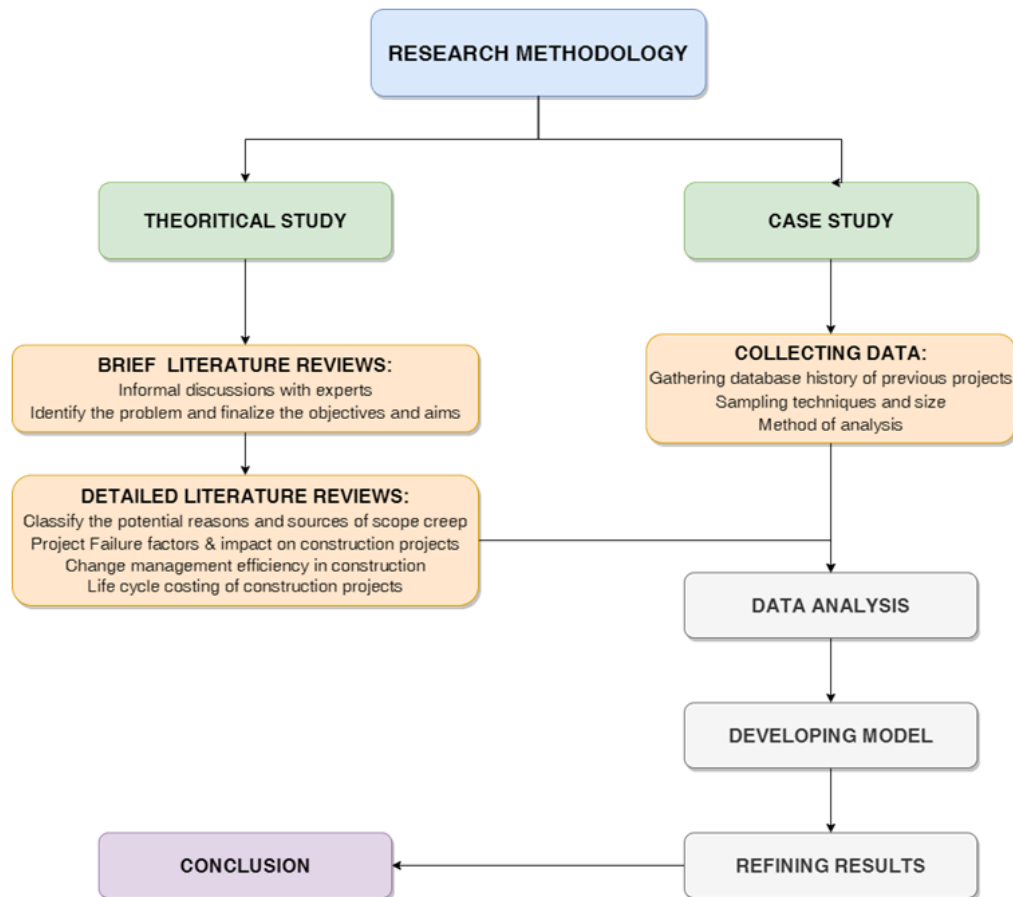 RESEARCH METHODOLOGY
THEORITICAL STUDY
CASE STUDY
BRIEF LITERATURE REVIEWS:
Informal discussions with experts
Identify the problem and finalize the objectives and aims
COLLECTING DATA:
Gathering database history of previous projects
Sampling techniques and size
Method of analysis
DETAILED LITERATURE REVIEWS:
Classify the potential reasons and sources of scope creep
Project Failure factors & impact on construction projects
Change management efficiency in construction
Life cycle costing of construction projects
DATA ANALYSIS
DEVELOPING MODEL
REFINING RESULTS
CONCLUSION